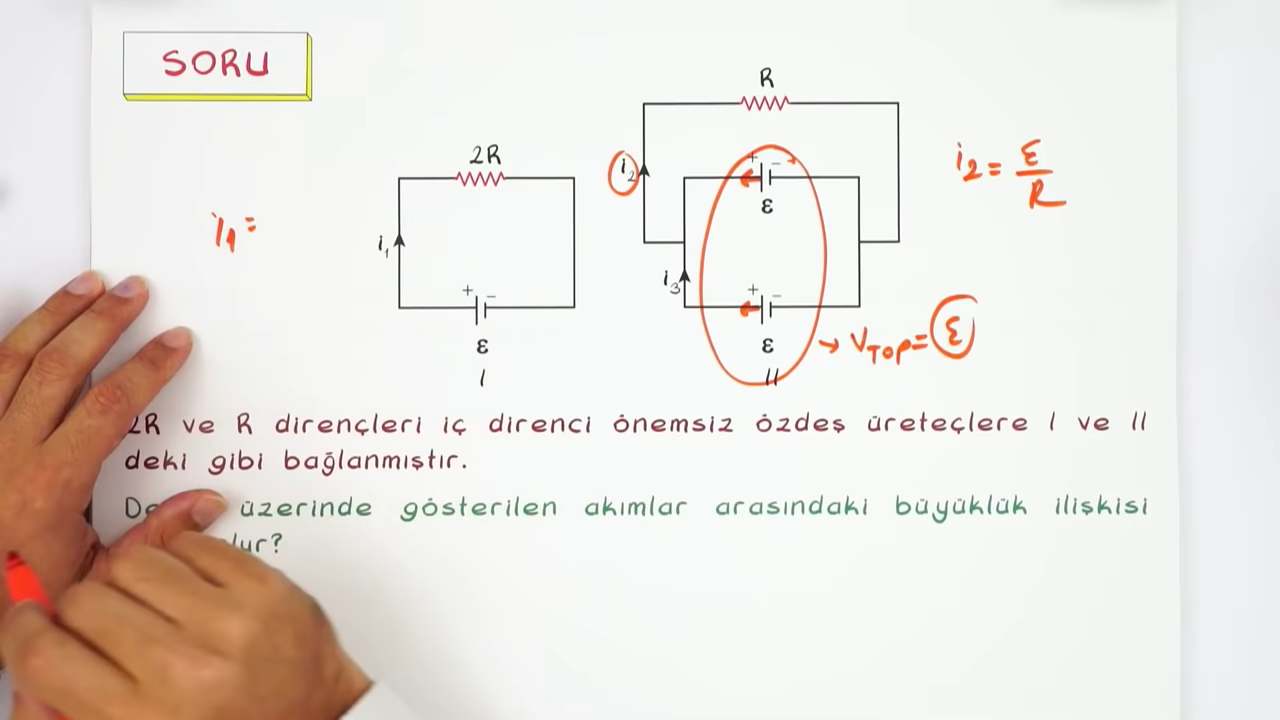 SORU
R
2R
i₂
+ -
ε
i₂ = ε/R
i₁ =
i₁
i₃
+ -
+ -
ε
ε
→ V_TOP = ε
I
II
2R ve R dirençleri iç direnci önemsiz özdeş üreteçlere I ve II
deki gibi bağlanmıştır.
üzerinde gösterilen akımlar arasındaki büyüklük ilişkisi